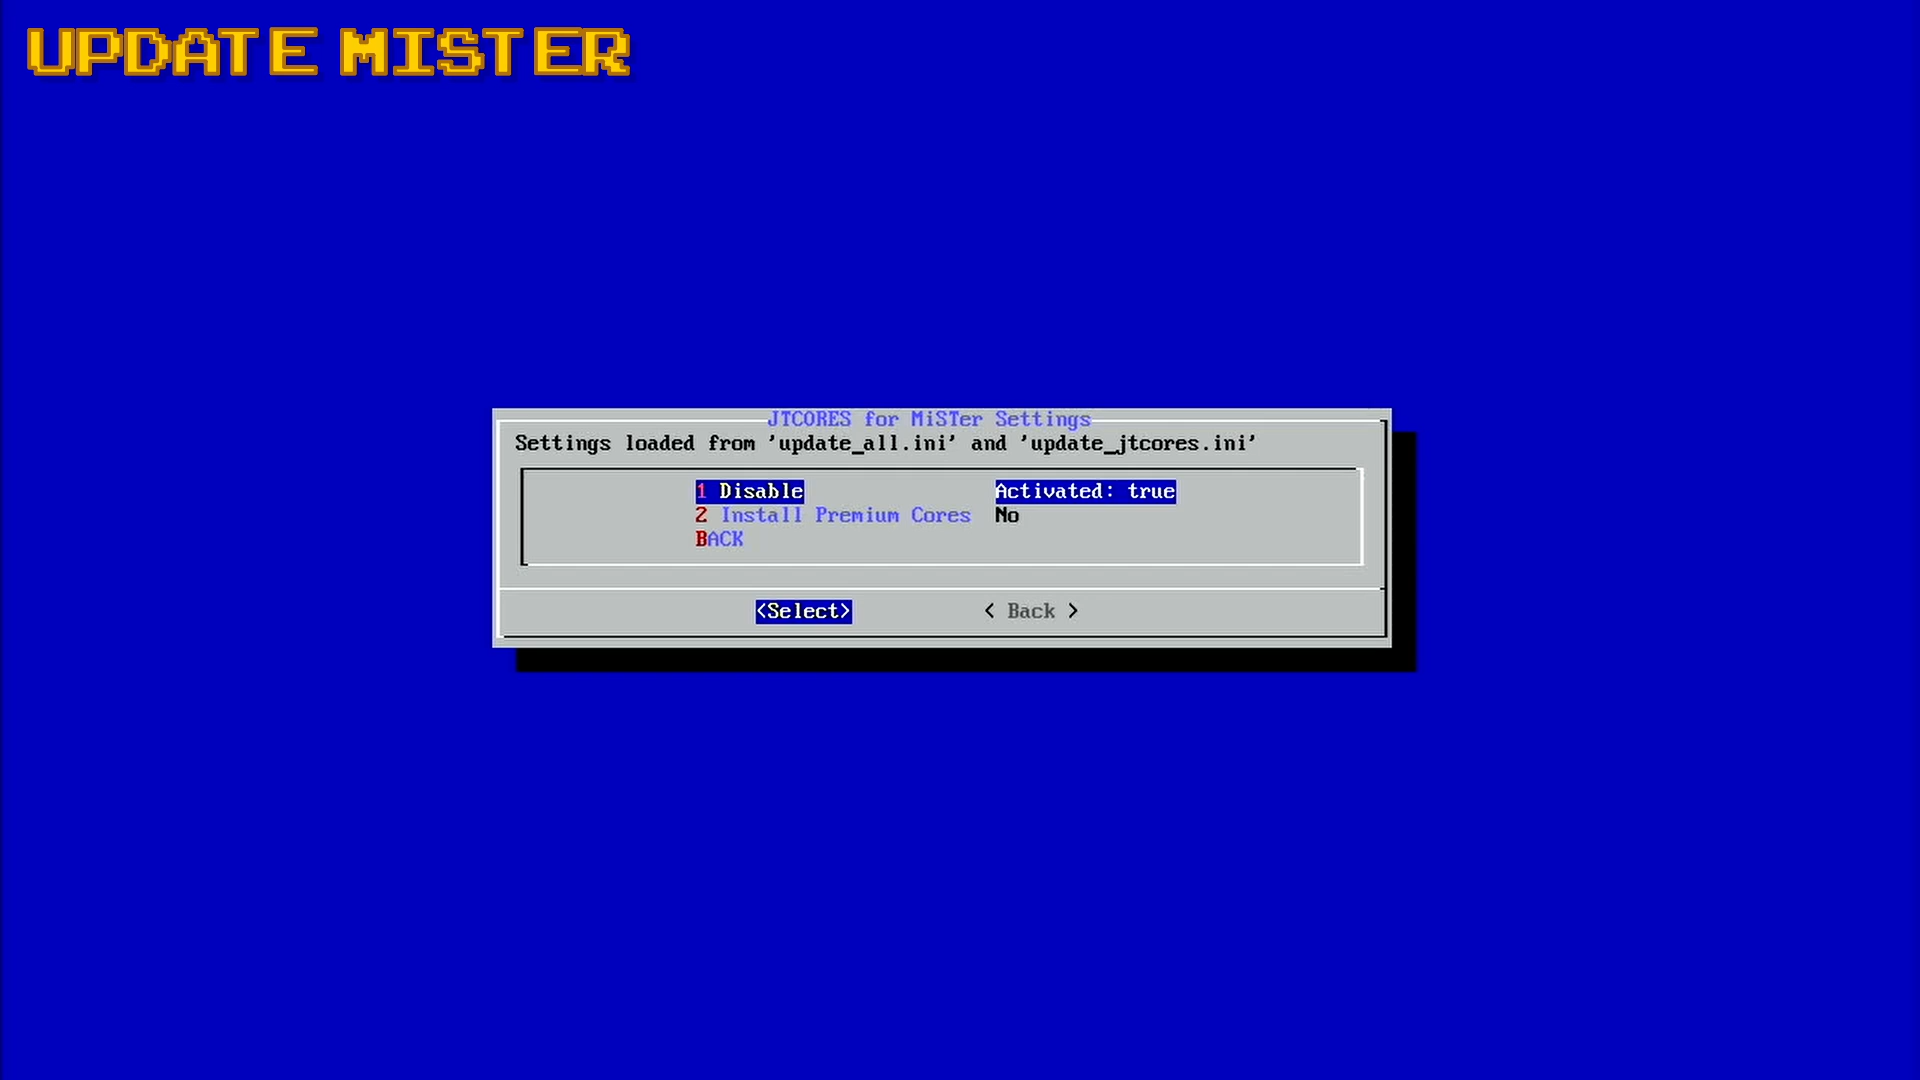 UPDATE MISTER
JTCORES for MiSTer Settings
Settings loaded from 'update_all.ini' and 'update_jtcores.ini'
1 Disable Activated: true
2 Install Premium Cores No
BACK
<Select> < Back >